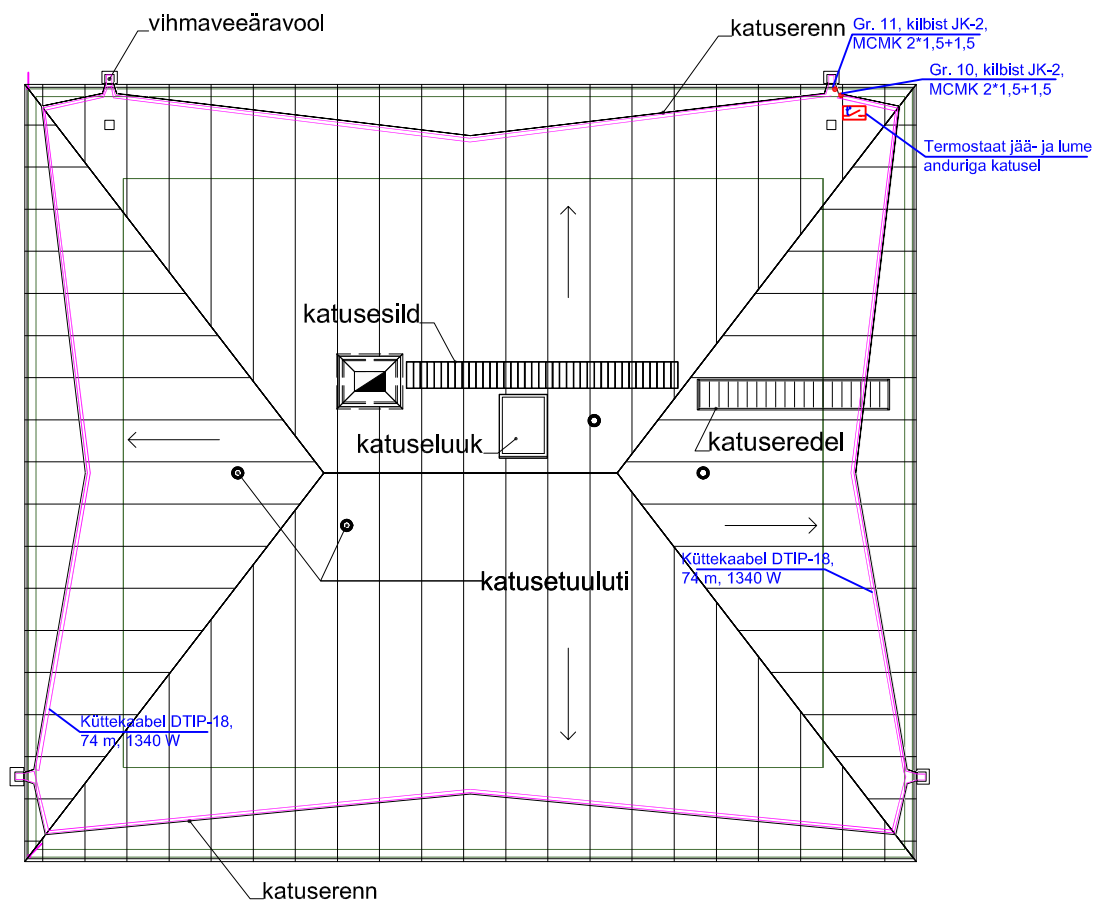 vihmaveeäravool
katuserenn
Gr. 11, kilbist JK-2,
MCMK 2*1,5+1,5
Gr. 10, kilbist JK-2,
MCMK 2*1,5+1,5
Termostaat jää- ja lume
anduriga katusel
katusesild
katuseluuk
katuseredel
katusetuuluti
Küttekaabel DTIP-18,
74 m, 1340 W
Küttekaabel DTIP-18,
74 m, 1340 W
katuserenn